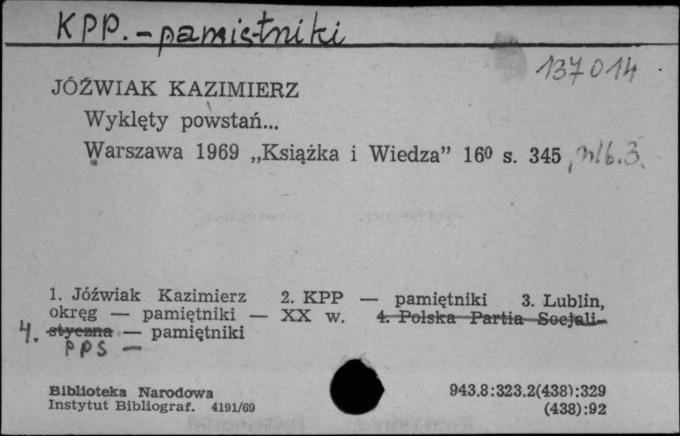 KPP. - pamiętniki
137014
JÓŹWIAK KAZIMIERZ
Wyklęty powstań...
Warszawa 1969 „Książka i Wiedza” 16⁰ s. 345, nlb. 3.
1. Jóźwiak Kazimierz 2. KPP — pamiętniki 3. Lublin,
okręg — pamiętniki — XX w. 4. Polska Partia Socjali-
4. styczna — pamiętniki
PPS —
Biblioteka Narodowa 943.8:323.2(438):329
Instytut Bibliograf. 4191/69 (438):92